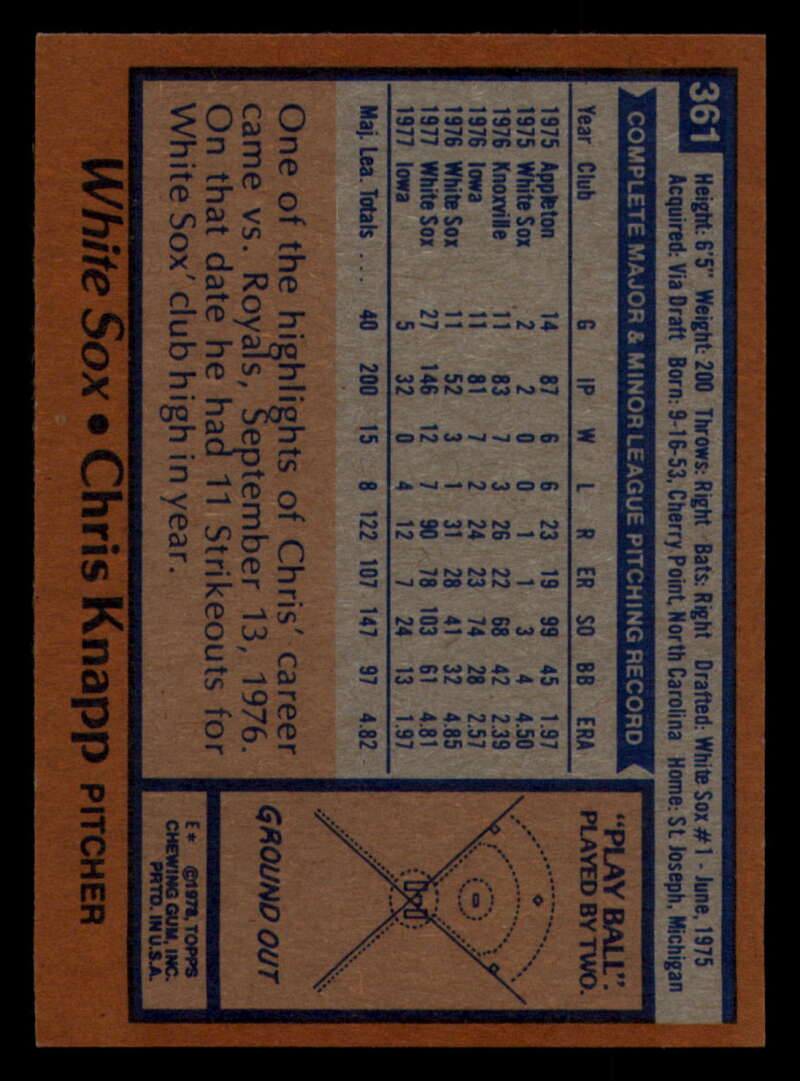 361
Height: 6'5" Weight: 200 Throws: Right Bats: Right Drafted: White Sox #1 - June, 1975
Acquired: Via Draft Born: 9-16-53, Cherry Point, North Carolina Home: St. Joseph, Michigan
COMPLETE MAJOR & MINOR LEAGUE PITCHING RECORD
Year Club G IP W L R ER SO BB ERA
1975 Appleton 14 87 6 6 23 19 99 45 1.97
1975 White Sox 2 2 0 0 1 1 3 4 4.50
1976 Knoxville 11 83 7 3 26 22 68 42 2.39
1976 Iowa 11 81 7 2 24 23 74 28 2.57
1976 White Sox 11 52 3 1 31 28 41 32 4.85
1977 White Sox 27 146 12 7 90 78 103 61 4.81
1977 Iowa 5 32 0 4 12 7 24 13 1.97
Maj. Lea. Totals ... 40 200 15 8 122 107 147 97 4.82
One of the highlights of Chris' career
came vs. Royals, September 13, 1976.
On that date he had 11 Strikeouts for
White Sox' club high in year.
"PLAY BALL"
PLAYED BY TWO.
GROUND OUT
E* ©1978, TOPPS
CHEWING GUM, INC.
PRTD. IN U.S.A.
White Sox • Chris Knapp PITCHER